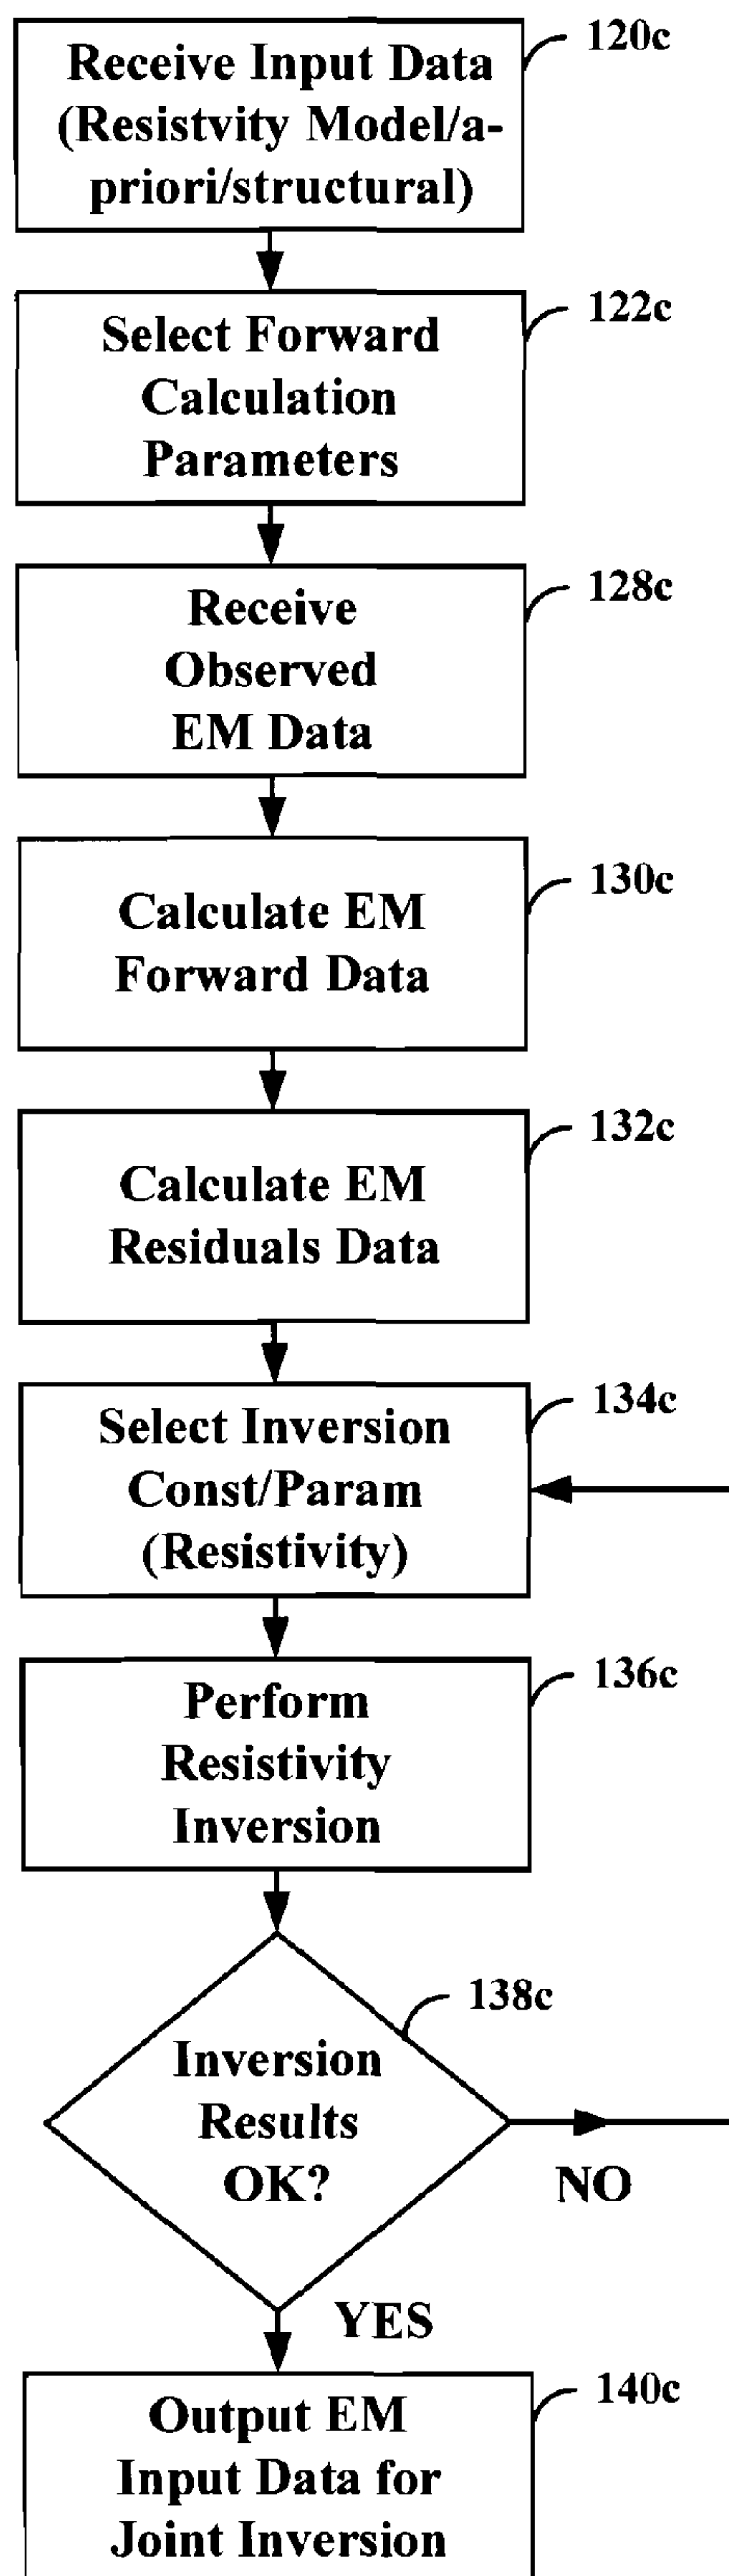 120c
Receive Input Data
(Resistvity Model/a-
priori/structural)
122c
Select Forward
Calculation
Parameters
128c
Receive
Observed
EM Data
130c
Calculate EM
Forward Data
132c
Calculate EM
Residuals Data
134c
Select Inversion
Const/Param
(Resistivity)
136c
Perform
Resistivity
Inversion
138c
Inversion
Results
OK?
NO
YES
140c
Output EM
Input Data for
Joint Inversion